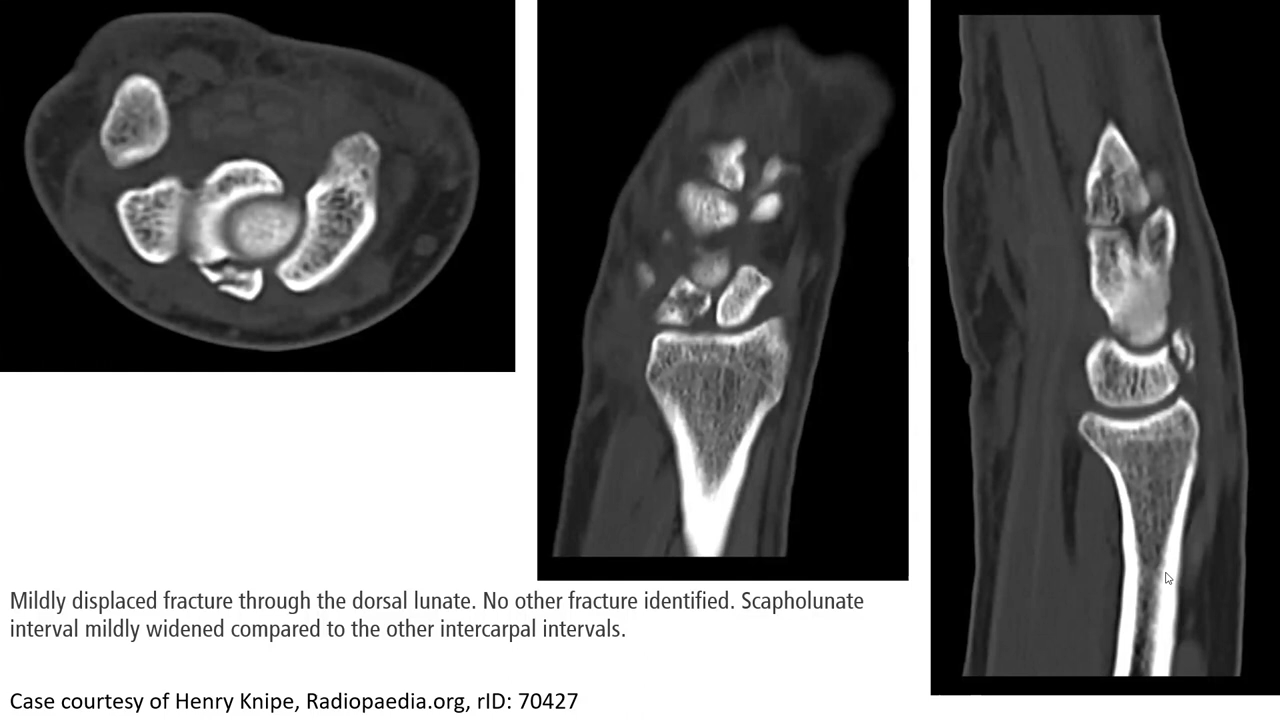 Mildly displaced fracture through the dorsal lunate. No other fracture identified. Scapholunate
interval mildly widened compared to the other intercarpal intervals.
Case courtesy of Henry Knipe, Radiopaedia.org, rID: 70427